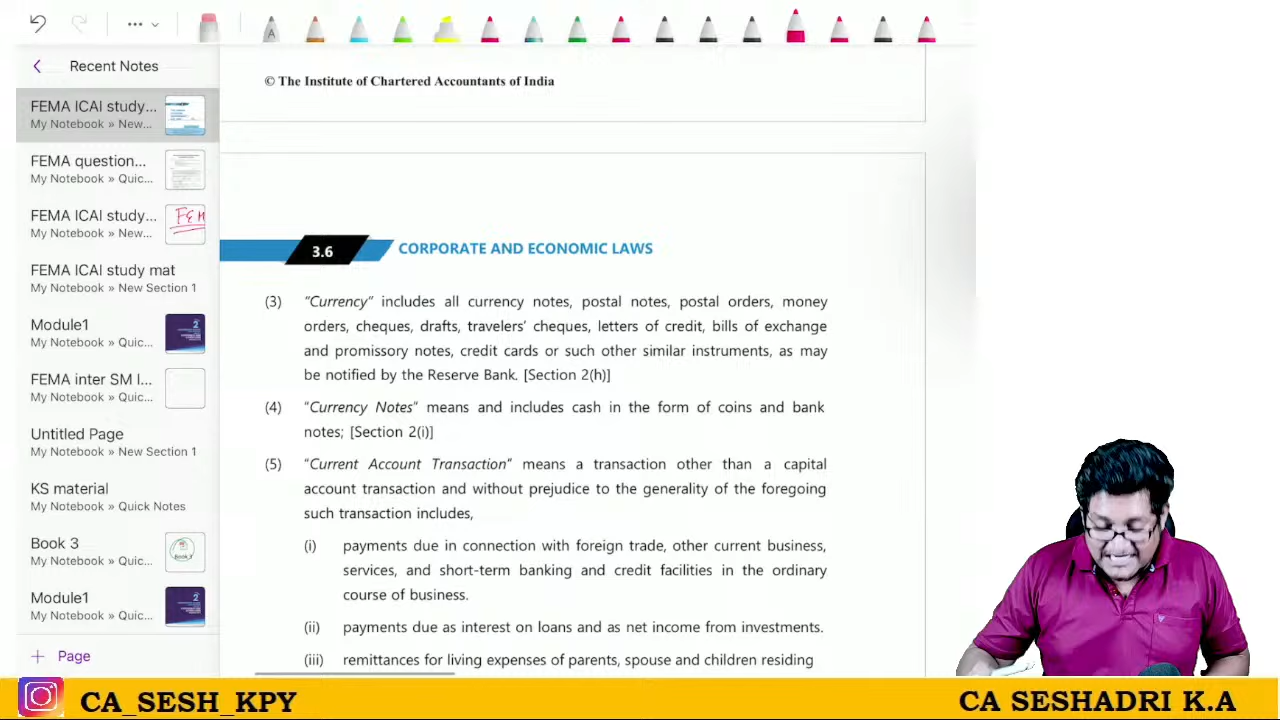 A
Recent Notes
FEMA ICAI study...
My Notebook » New...
FEMA question...
My Notebook » Quic...
FEMA ICAI study...
My Notebook » New...
FEMA ICAI study mat
My Notebook » New Section 1
Module1
My Notebook » Quic...
FEMA inter SM I...
My Notebook » Quic...
Untitled Page
My Notebook » New Section 1
KS material
My Notebook » Quick Notes
Book 3
My Notebook » Quic...
Module1
My Notebook » Quic...
+ Page
© The Institute of Chartered Accountants of India
3.6 CORPORATE AND ECONOMIC LAWS
(3) "Currency" includes all currency notes, postal notes, postal orders, money
orders, cheques, drafts, travelers' cheques, letters of credit, bills of exchange
and promissory notes, credit cards or such other similar instruments, as may
be notified by the Reserve Bank. [Section 2(h)]
(4) "Currency Notes" means and includes cash in the form of coins and bank
notes; [Section 2(i)]
(5) "Current Account Transaction" means a transaction other than a capital
account transaction and without prejudice to the generality of the foregoing
such transaction includes,
(i) payments due in connection with foreign trade, other current business,
services, and short-term banking and credit facilities in the ordinary
course of business.
(ii) payments due as interest on loans and as net income from investments.
(iii) remittances for living expenses of parents, spouse and children residing
CA_SESH_KPY
CA SESHADRI K.A